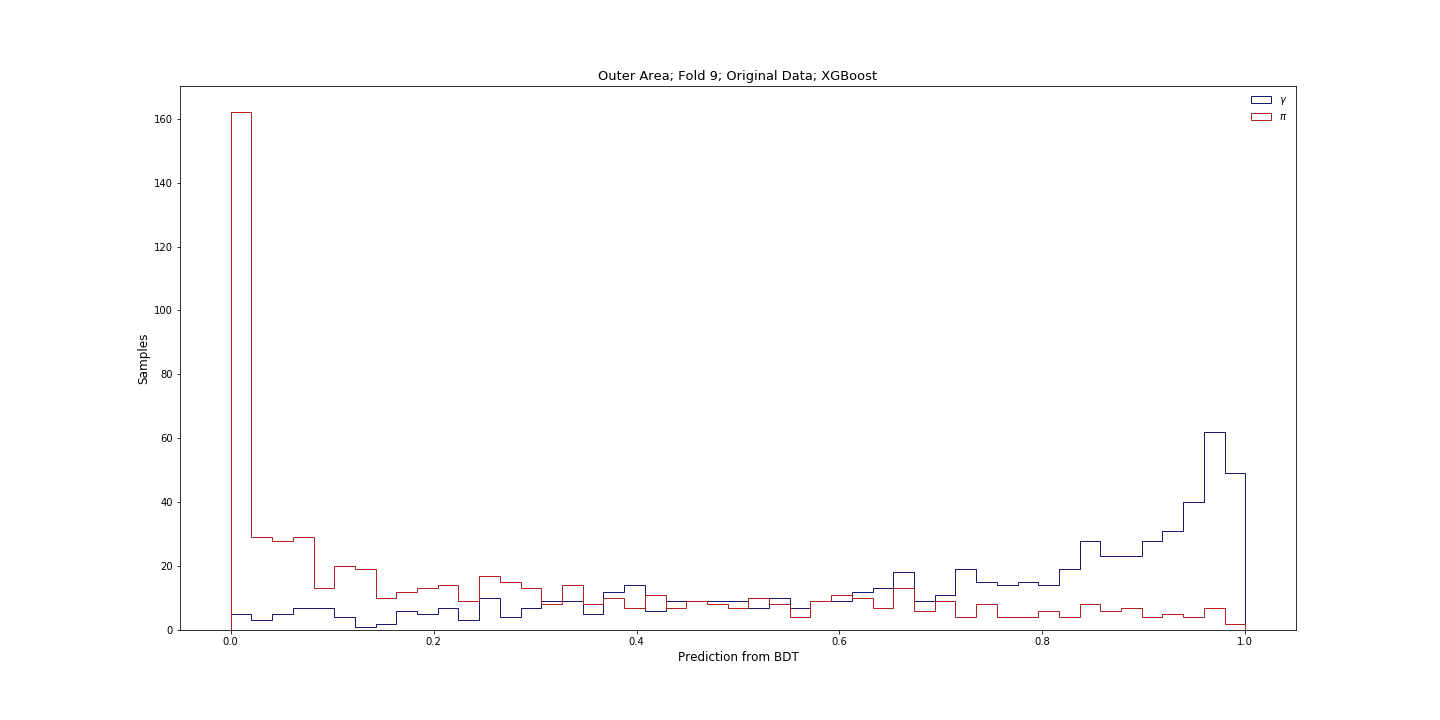 Outer Area; Fold 9; Original Data; XGBoost
γ
π
160
140
120
100
80
60
40
20
0
Samples
0.0 0.2 0.4 0.6 0.8 1.0
Prediction from BDT